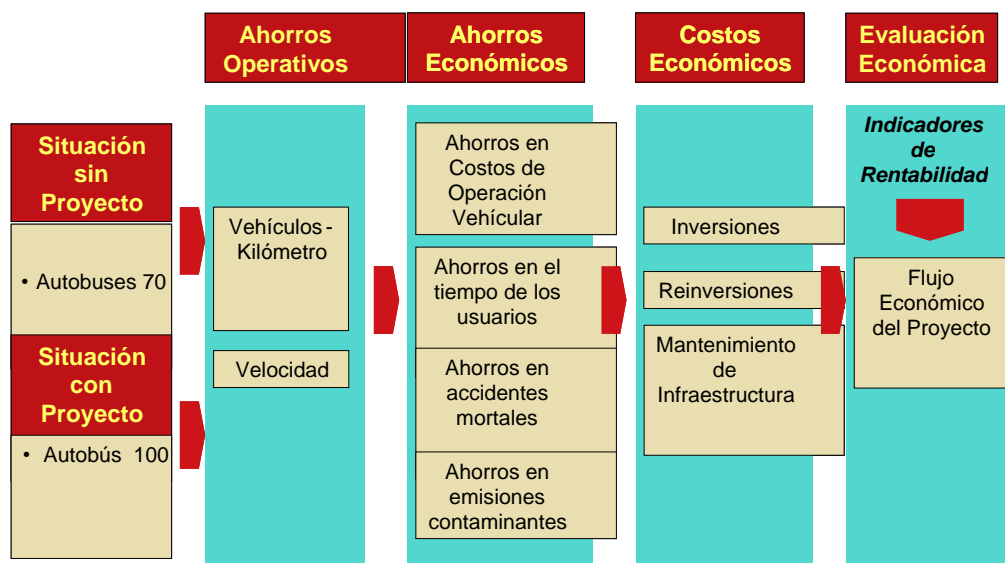 Ahorros
Operativos
Ahorros
Económicos
Costos
Económicos
Evaluación
Económica
Situación
sin
Proyecto
• Autobuses 70
Situación
con
Proyecto
• Autobús 100
Vehículos -
Kilómetro
Velocidad
Ahorros en
Costos de
Operación
Vehícular
Ahorros en el
tiempo de los
usuarios
Ahorros en
accidentes
mortales
Ahorros en
emisiones
contaminantes
Inversiones
Reinversiones
Mantenimiento
de
Infraestructura
Indicadores
de
Rentabilidad
Flujo
Económico
del Proyecto